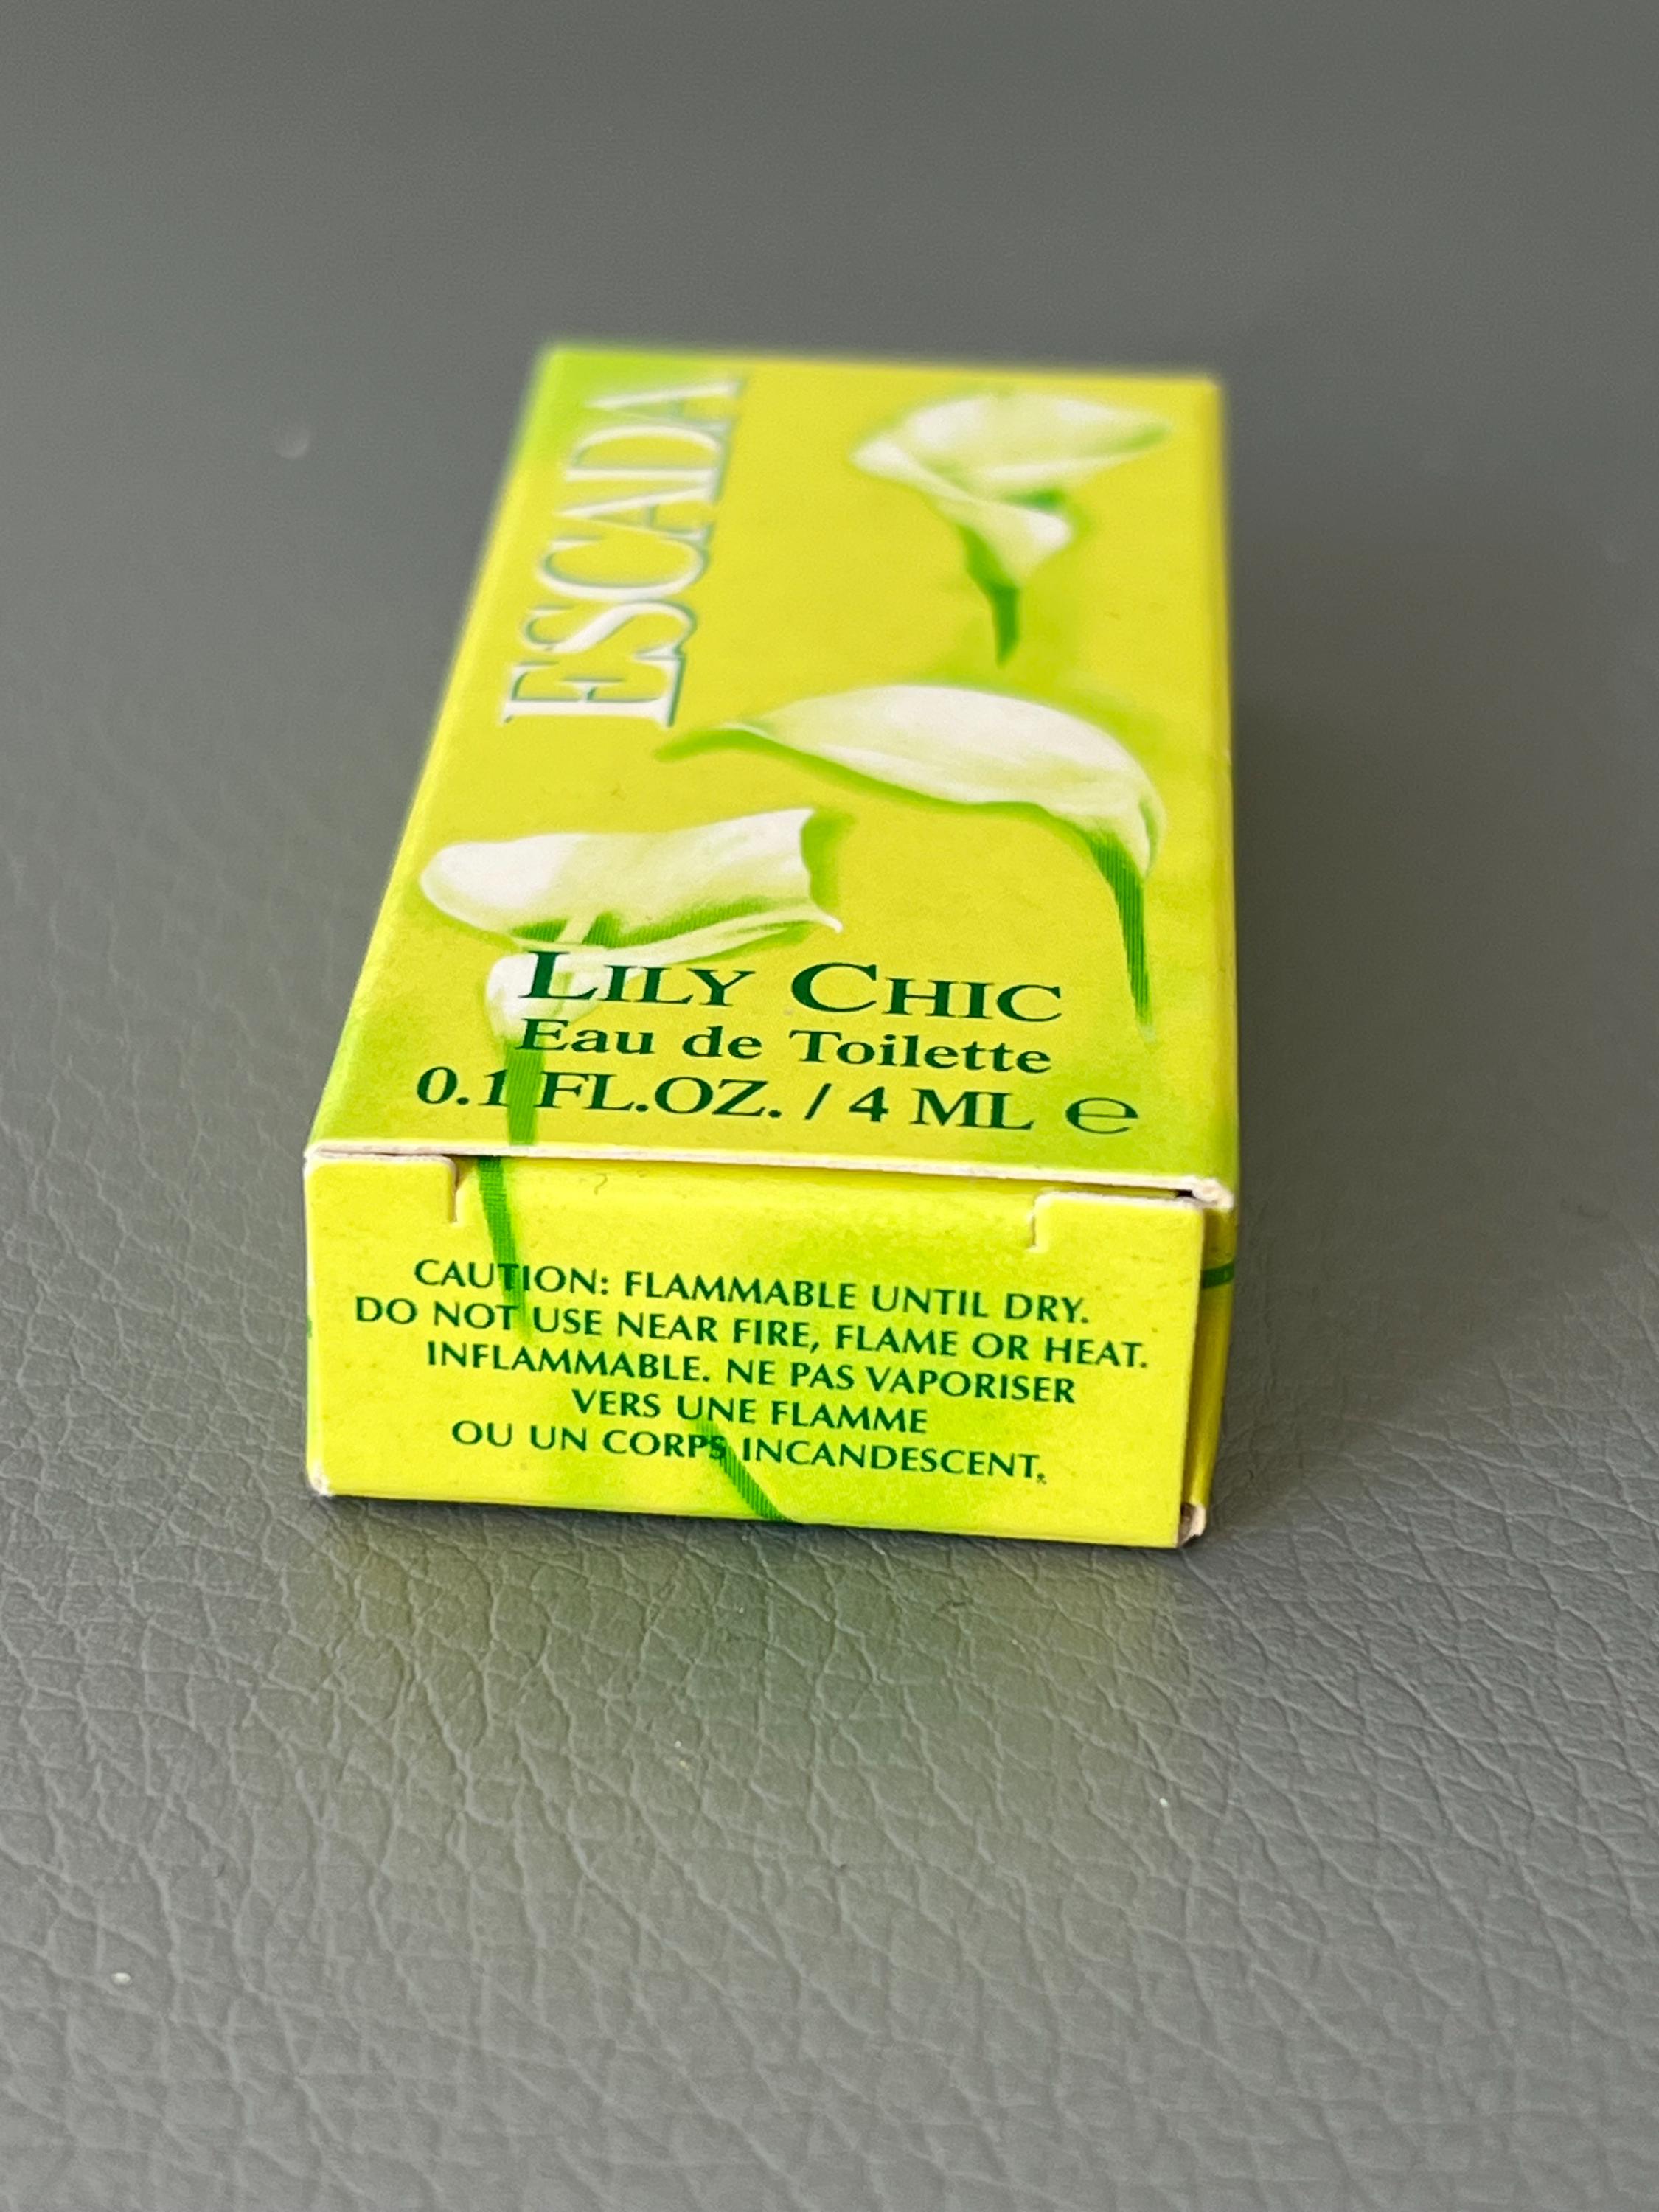 ESCADA
LILY CHIC
Eau de Toilette
0.1 FL.OZ. / 4 ML ℮
CAUTION: FLAMMABLE UNTIL DRY.
DO NOT USE NEAR FIRE, FLAME OR HEAT.
INFLAMMABLE. NE PAS VAPORISER
VERS UNE FLAMME
OU UN CORPS INCANDESCENT.